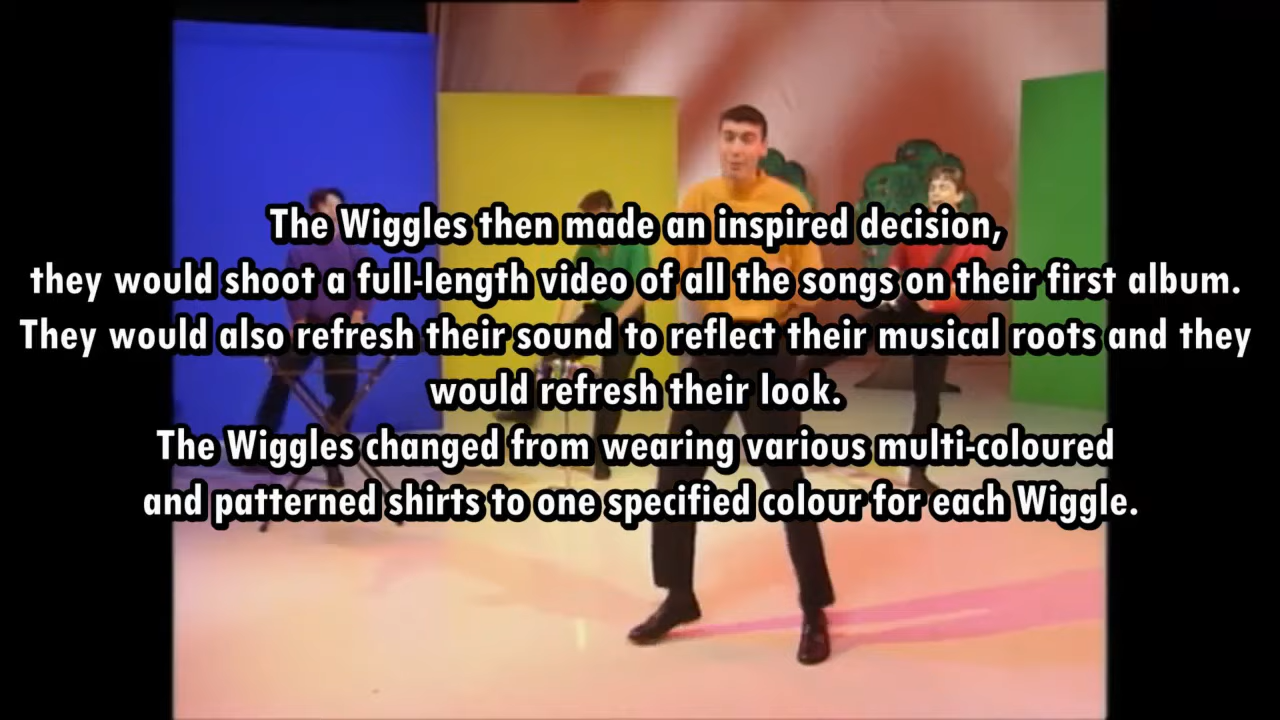 The Wiggles then made an inspired decision,
they would shoot a full-length video of all the songs on their first album.
They would also refresh their sound to reflect their musical roots and they
would refresh their look.
The Wiggles changed from wearing various multi-coloured
and patterned shirts to one specified colour for each Wiggle.